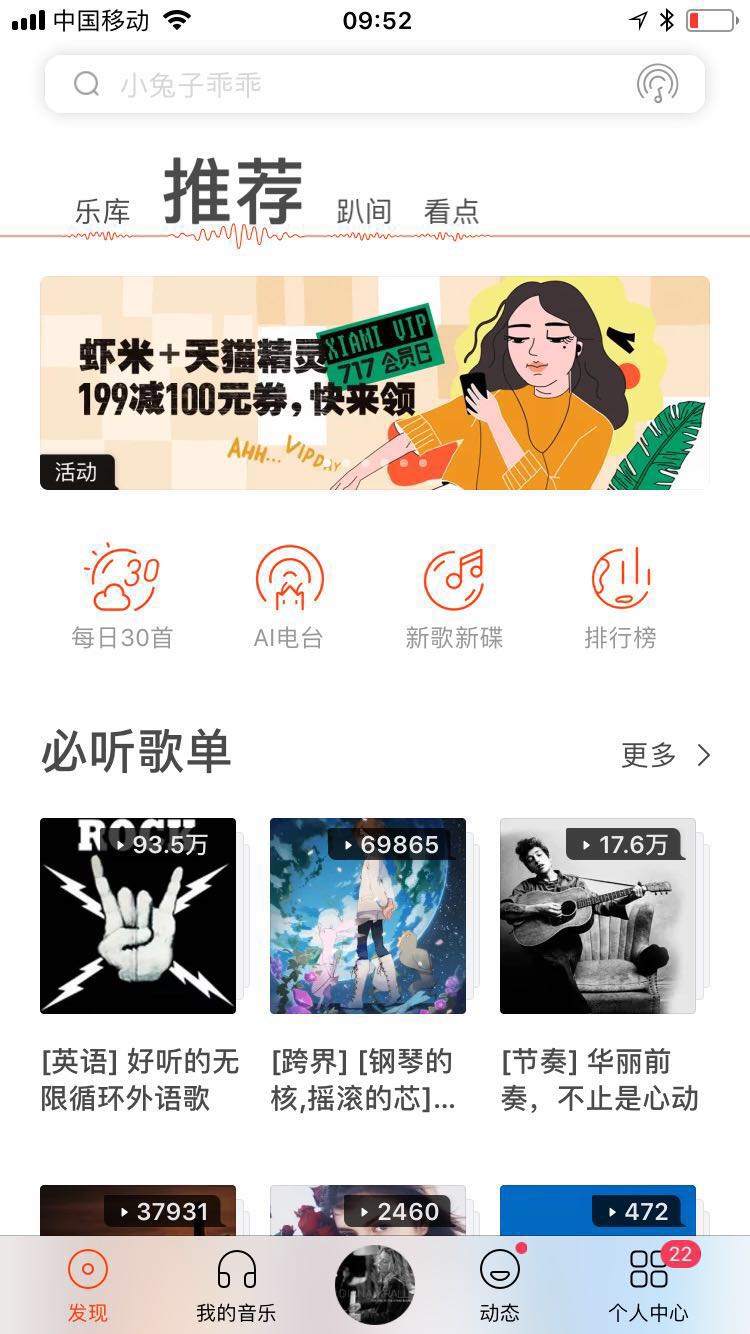 中国移动
09:52
小兔子乖乖
乐库
推荐
趴间
看点
虾米+天猫精灵
199减100元券，快来领
XIAMI VIP
717 会员日
AHH... VIPDAY
活动
30
每日30首
AI电台
新歌新碟
排行榜
必听歌单
更多
ROCK
93.5万
69865
17.6万
[英语] 好听的无
限循环外语歌
[跨界] [钢琴的
核,摇滚的芯]...
[节奏] 华丽前
奏，不止是心动
37931
2460
472
发现
我的音乐
DIANA KRALL
动态
22
个人中心